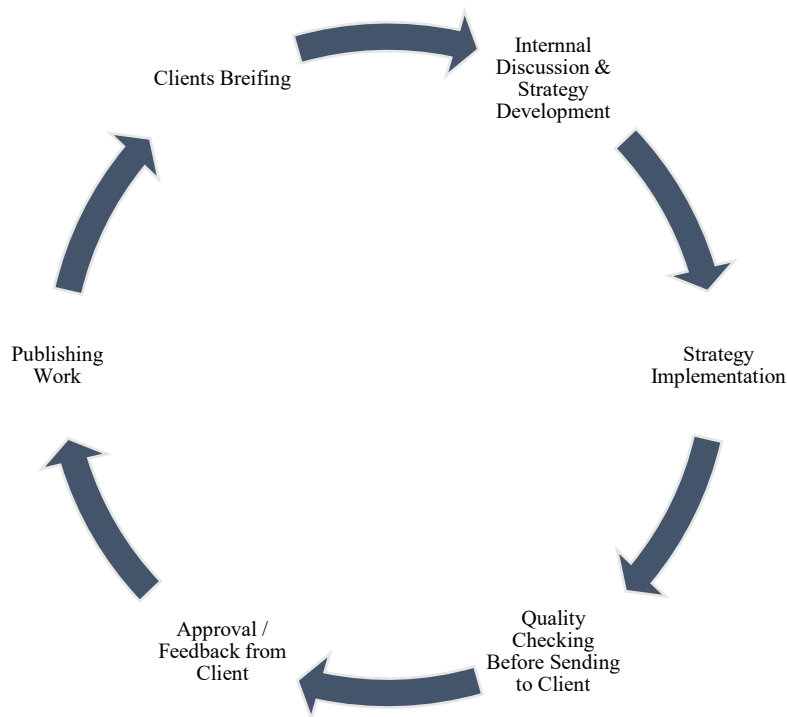 Clients Breifing
Internnal
Discussion &
Strategy
Development
Strategy
Implementation
Quality
Checking
Before Sending
to Client
Approval /
Feedback from
Client
Publishing
Work